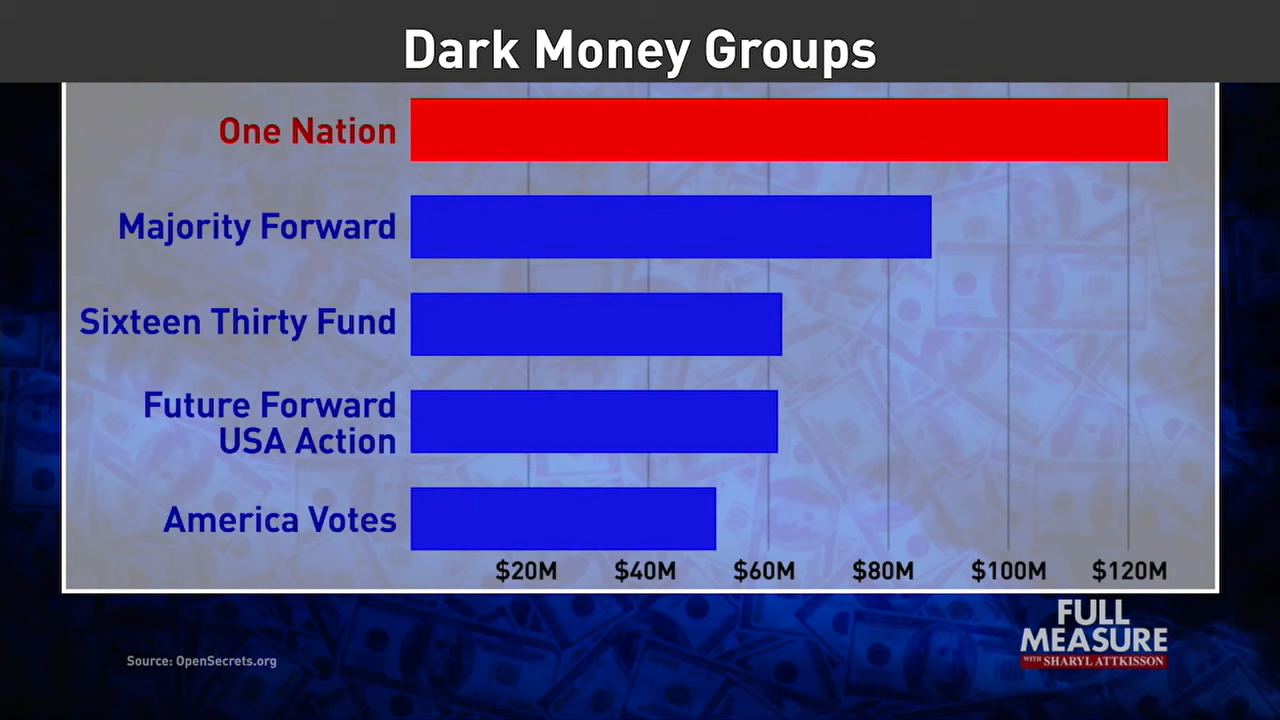 Dark Money Groups
One Nation
Majority Forward
Sixteen Thirty Fund
Future Forward
USA Action
America Votes
$20M $40M $60M $80M $100M $120M
FULL
MEASURE
WITH SHARYL ATTKISSON
Source: OpenSecrets.org